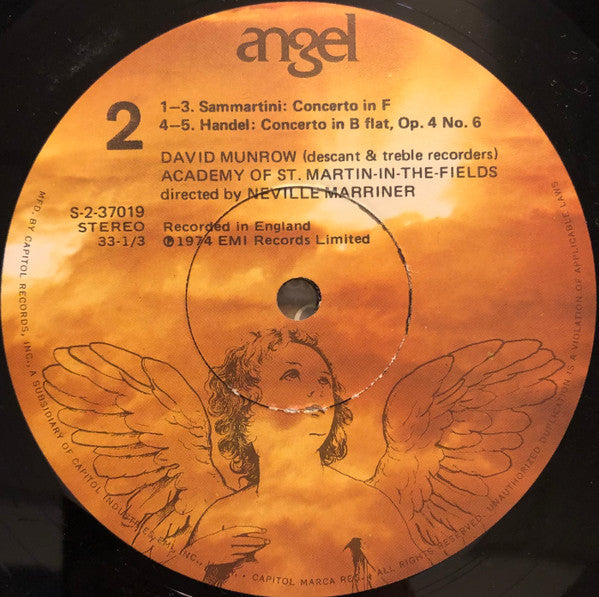 angel
2
1–3. Sammartini: Concerto in F
4–5. Handel: Concerto in B flat, Op. 4 No. 6
DAVID MUNROW (descant & treble recorders)
ACADEMY OF ST. MARTIN-IN-THE-FIELDS
directed by NEVILLE MARRINER
S-2-37019
STEREO
33-1/3
Recorded in England
℗1974 EMI Records Limited
MFD. BY CAPITOL RECORDS, INC., A SUBSIDIARY OF CAPITOL INDUSTRIES-EMI, INC., • CAPITOL MARCA REG. • ALL RIGHTS RESERVED. UNAUTHORIZED DUPLICATION IS A VIOLATION OF APPLICABLE LAWS